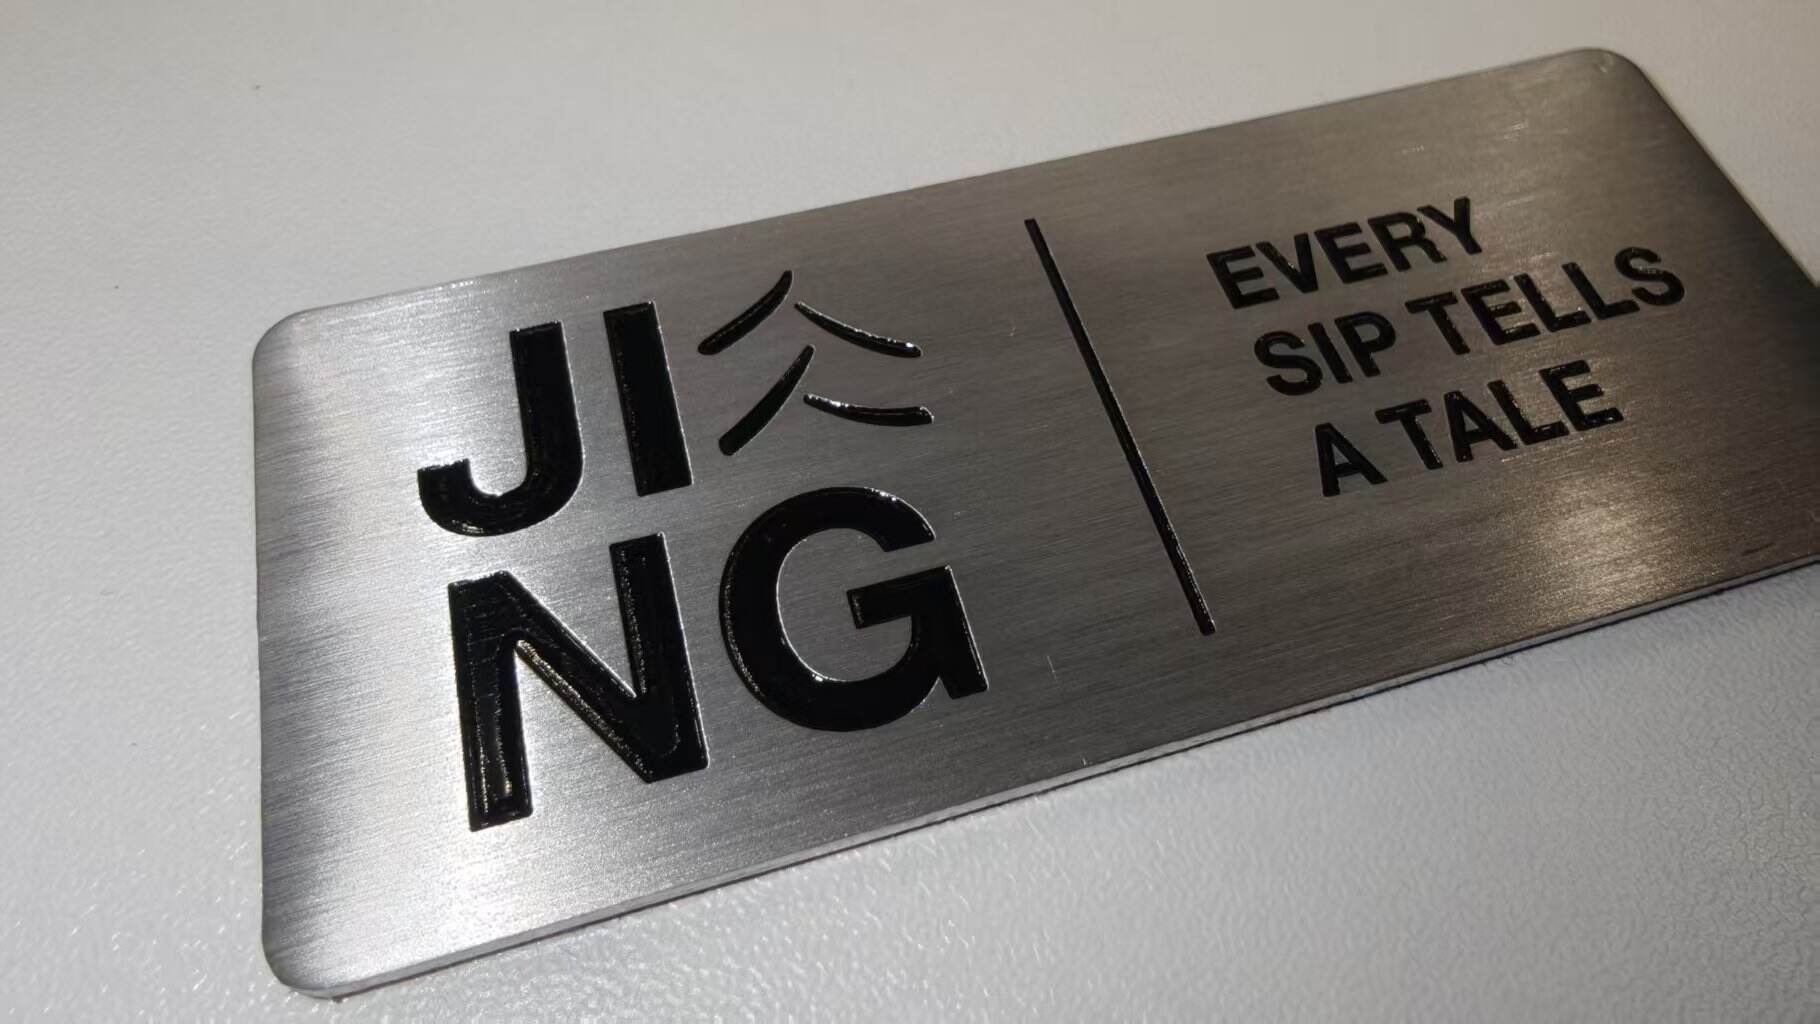 JI
NG
EVERY
SIP TELLS
A TALE